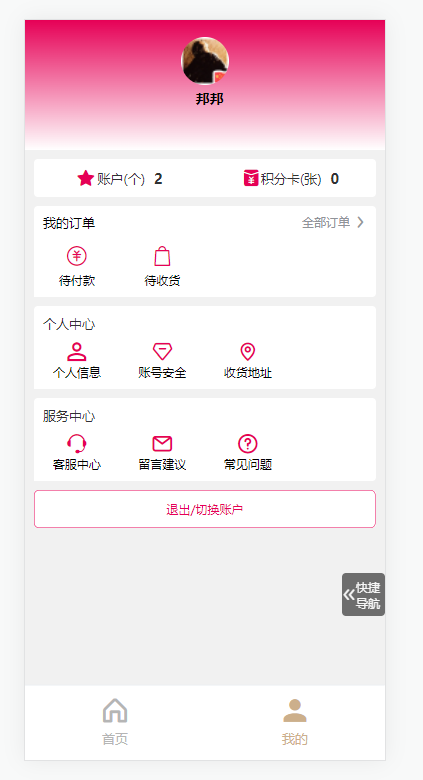 邦邦
账户(个) 2 积分卡(张) 0
我的订单 全部订单
待付款 待收货
个人中心
个人信息 账号安全 收货地址
服务中心
客服中心 留言建议 常见问题
退出/切换账户
快捷
导航
首页 我的